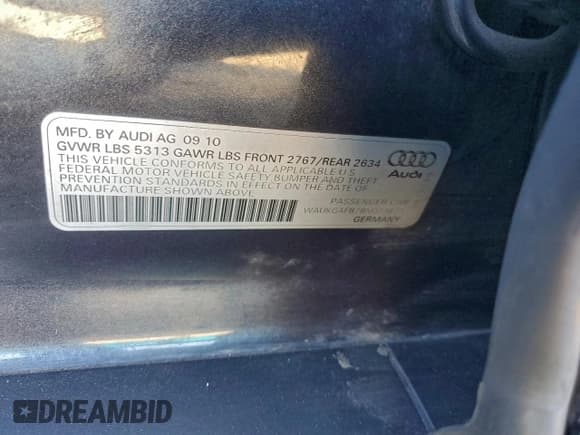 MFD. BY AUDI AG 09 10
GVWR LBS 5313 GAWR LBS FRONT 2767/REAR 2634
THIS VEHICLE CONFORMS TO ALL APPLICABLE U.S.
FEDERAL MOTOR VEHICLE SAFETY BUMPER AND THEFT
PREVENTION STANDARDS IN EFFECT ON THE DATE OF
MANUFACTURE SHOWN ABOVE.
Audi
PASSENGER CAR
GERMANY
DREAMBID